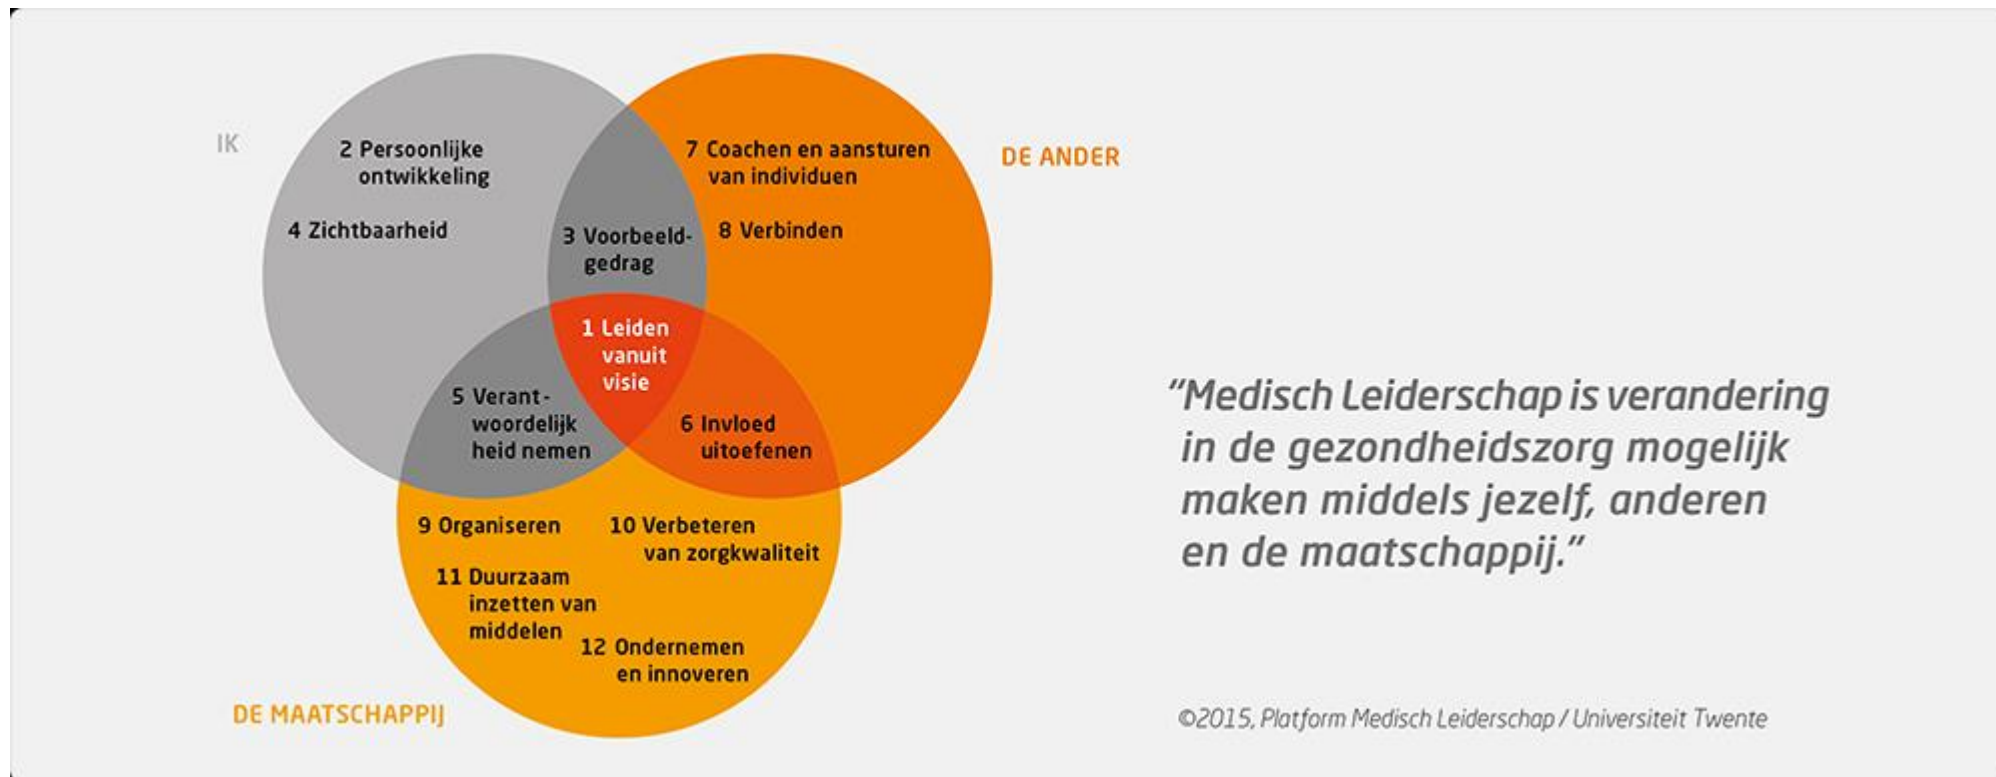 IK
2 Persoonlijke
ontwikkeling
4 Zichtbaarheid
3 Voorbeeld-
gedrag
7 Coachen en aansturen
van individuen
8 Verbinden
DE ANDER
1 Leiden
vanuit
visie
5 Verant-
woordelijk
heid nemen
6 Invloed
uitoefenen
9 Organiseren
10 Verbeteren
van zorgkwaliteit
11 Duurzaam
inzetten van
middelen
12 Ondernemen
en innoveren
DE MAATSCHAPPIJ
“Medisch Leiderschap is verandering
in de gezondheidszorg mogelijk
maken middels jezelf, anderen
en de maatschappij.”
©2015, Platform Medisch Leiderschap / Universiteit Twente